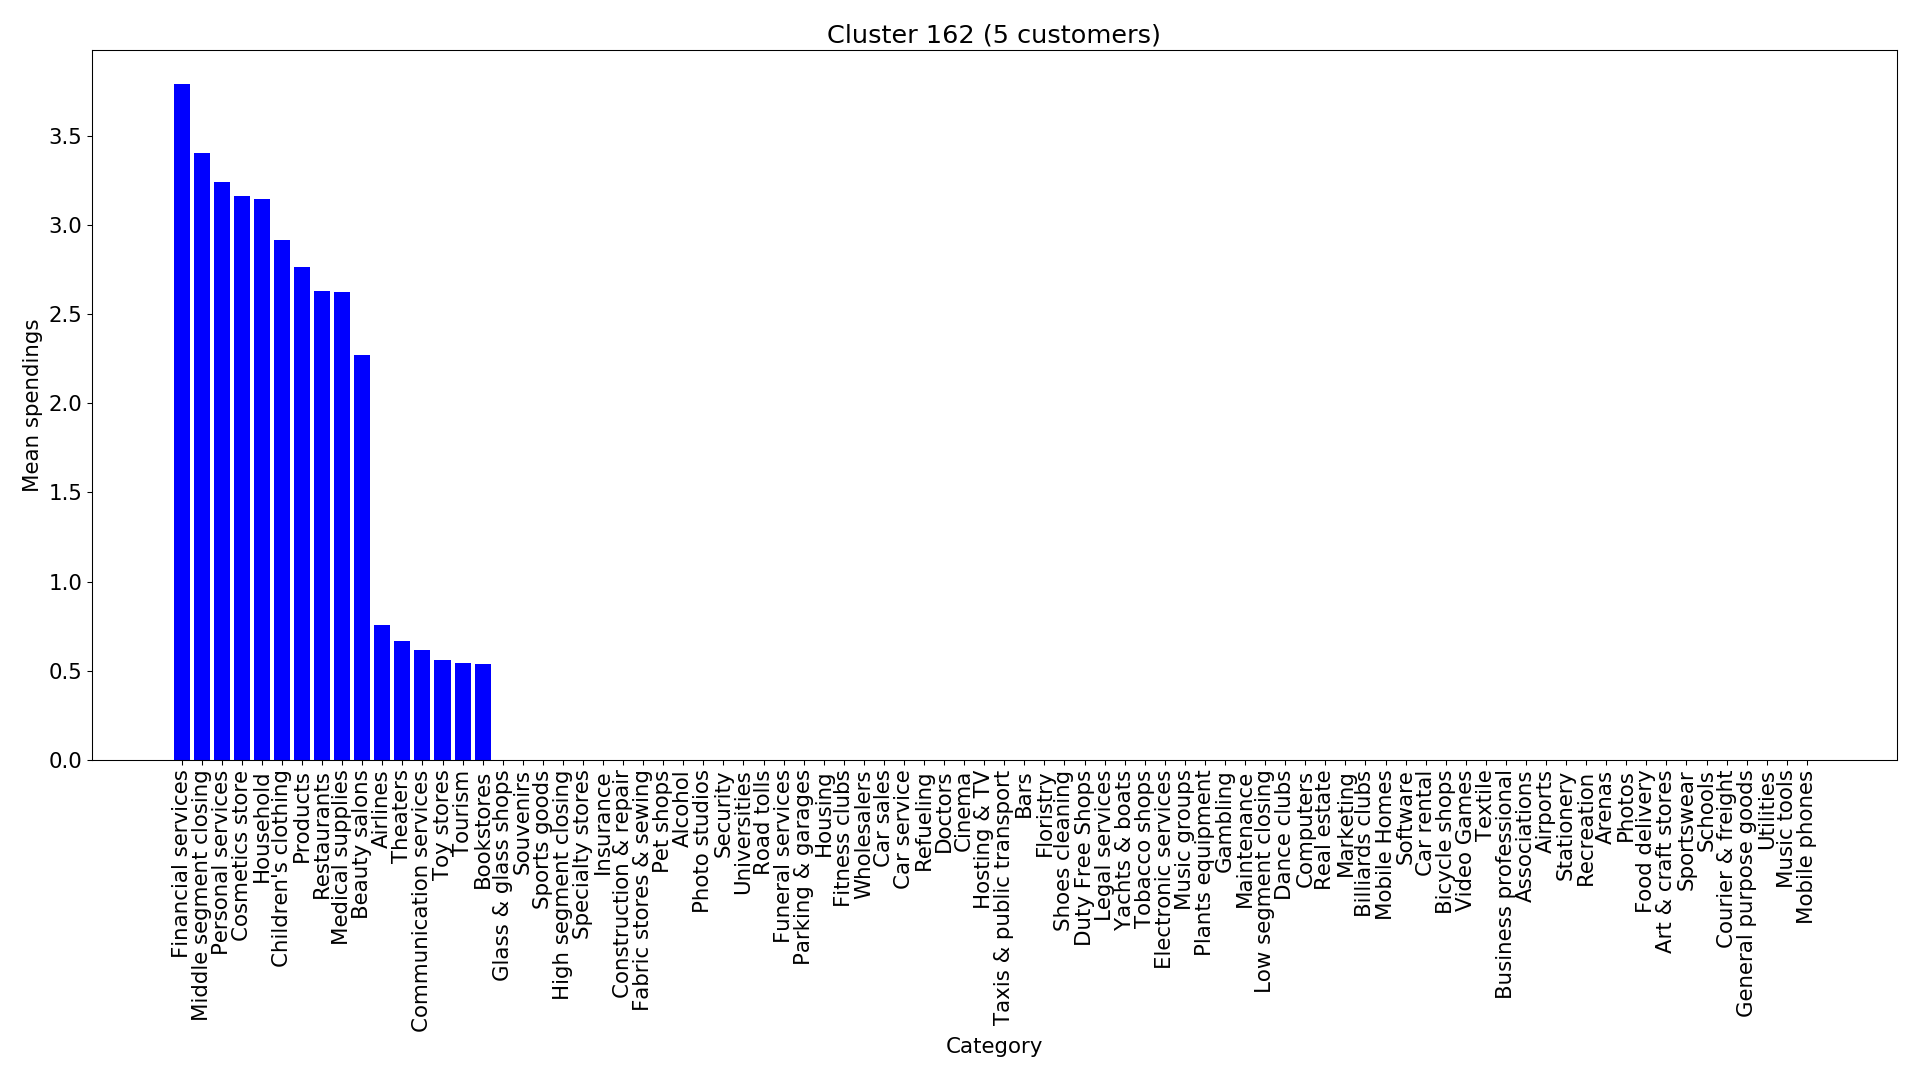 Cluster 162 (5 customers)
Mean spendings
3.5
3.0
2.5
2.0
1.5
1.0
0.5
0.0
Financial services
Middle segment closing
Personal services
Cosmetics store
Household
Children's clothing
Products
Restaurants
Medical supplies
Beauty salons
Airlines
Theaters
Communication services
Toy stores
Tourism
Bookstores
Glass & glass shops
Souvenirs
Sports goods
High segment closing
Specialty stores
Insurance
Construction & repair
Fabric stores & sewing
Pet shops
Alcohol
Photo studios
Security
Universities
Road tolls
Funeral services
Parking & garages
Housing
Fitness clubs
Wholesalers
Car sales
Car service
Refueling
Doctors
Cinema
Hosting & TV
Taxis & public transport
Bars
Floristry
Shoes cleaning
Duty Free Shops
Legal services
Yachts & boats
Tobacco shops
Electronic services
Music groups
Plants equipment
Gambling
Maintenance
Low segment closing
Dance clubs
Computers
Real estate
Marketing
Billiards clubs
Mobile Homes
Software
Car rental
Bicycle shops
Video Games
Textile
Business professional
Associations
Airports
Stationery
Recreation
Arenas
Photos
Food delivery
Art & craft stores
Sportswear
Schools
Courier & freight
General purpose goods
Utilities
Music tools
Mobile phones
Category